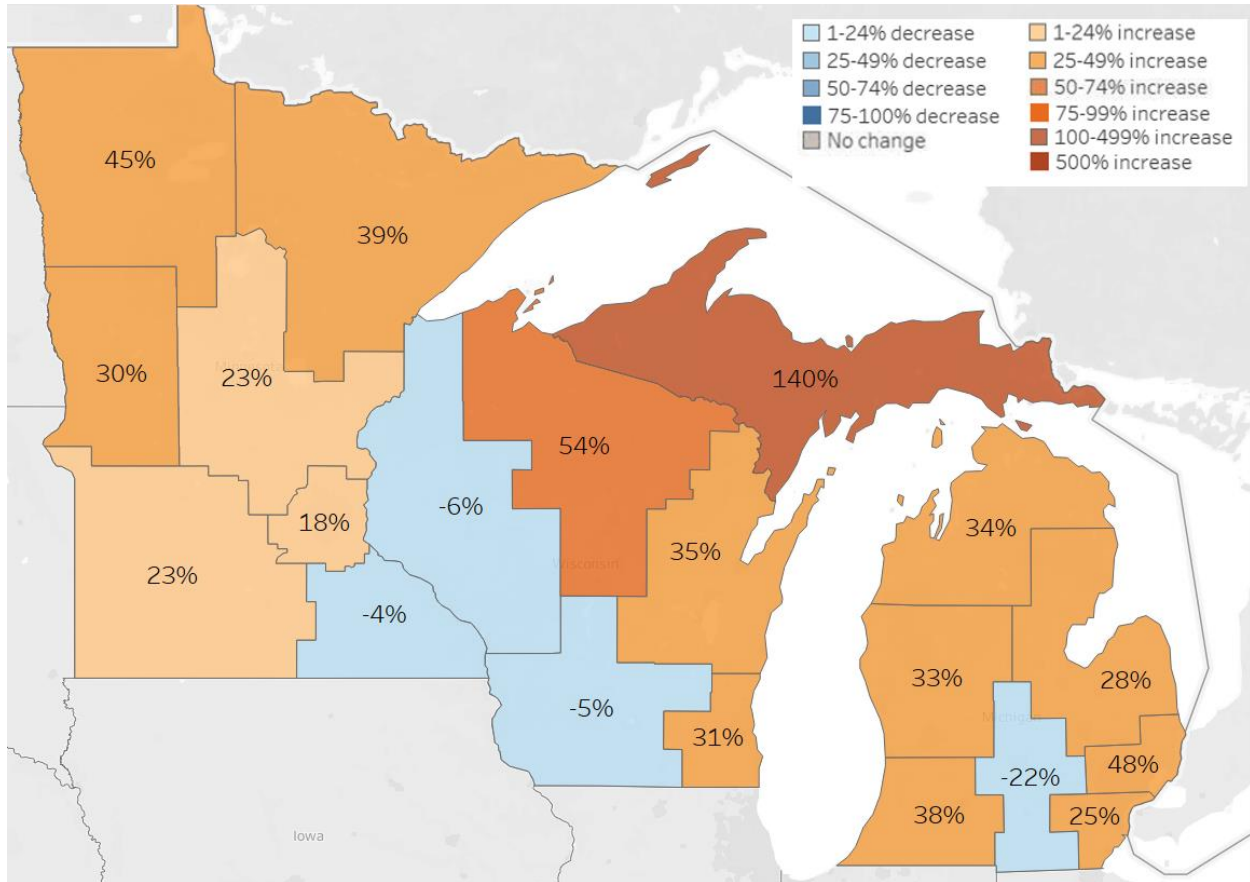 1-24% decrease
25-49% decrease
50-74% decrease
75-100% decrease
No change
1-24% increase
25-49% increase
50-74% increase
75-99% increase
100-499% increase
500% increase
45%
39%
30%
23%
140%
54%
-6%
18%
35%
34%
23%
Wisconsin
-4%
33%
28%
-5%
31%
Michigan
-22%
48%
38%
25%
Iowa